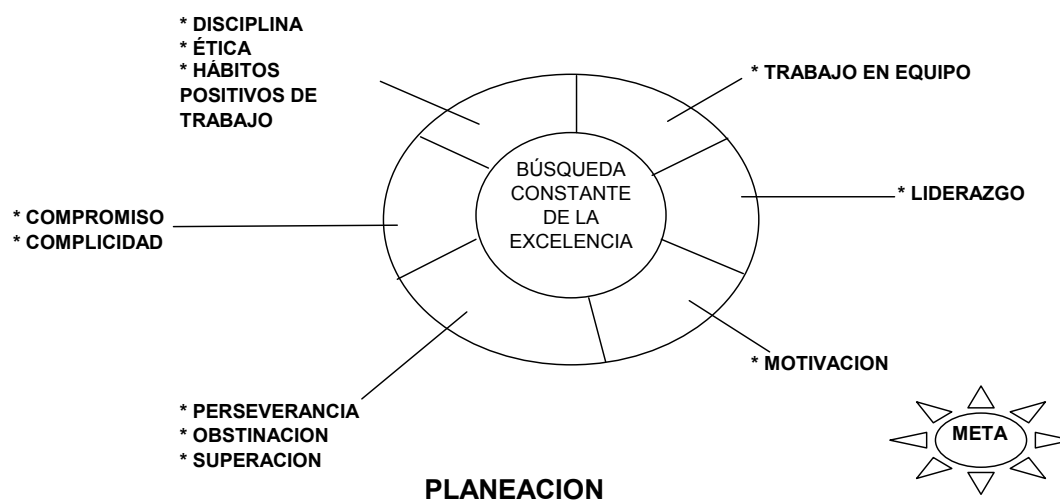 * DISCIPLINA
* ÉTICA
* HÁBITOS
POSITIVOS DE
TRABAJO
* TRABAJO EN EQUIPO
BÚSQUEDA
CONSTANTE
DE LA
EXCELENCIA
* LIDERAZGO
* COMPROMISO
* COMPLICIDAD
* MOTIVACION
* PERSEVERANCIA
* OBSTINACION
* SUPERACION
META
PLANEACION